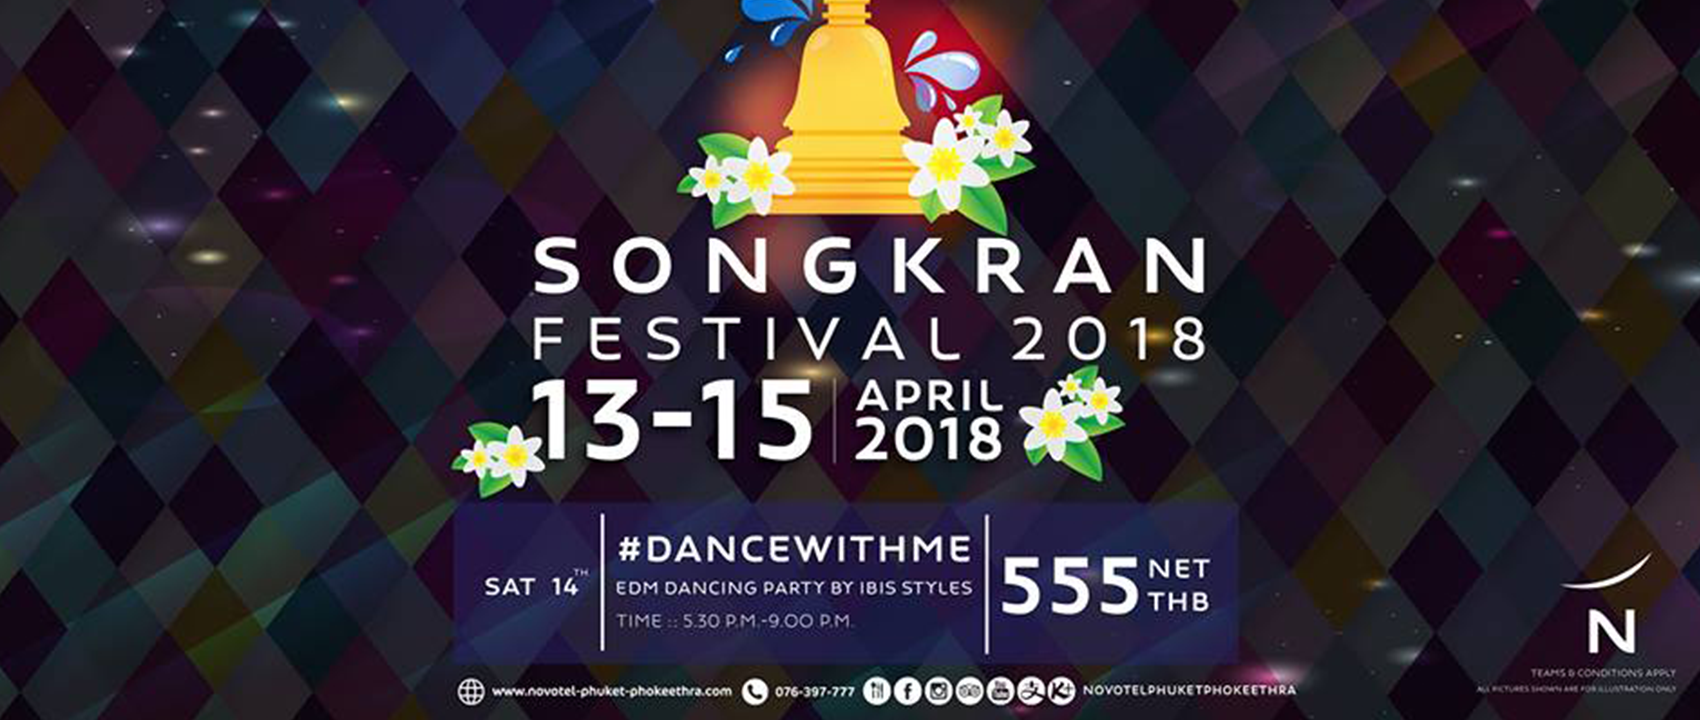 SONGKRAN
FESTIVAL 2018
13-15 APRIL 2018
SAT 14TH
#DANCEWITHME
EDM DANCING PARTY BY IBIS STYLES
TIME :: 5.30 P.M.-9.00 P.M.
555 NET THB
www.novotel-phuket-phokeethra.com 076-397-777 NOVOTELPHUKETPHOKEETHRA
N
TEAMS & CONDITIONS APPLY
ALL PICTURES SHOWN ARE FOR ILLUSTRATION ONLY